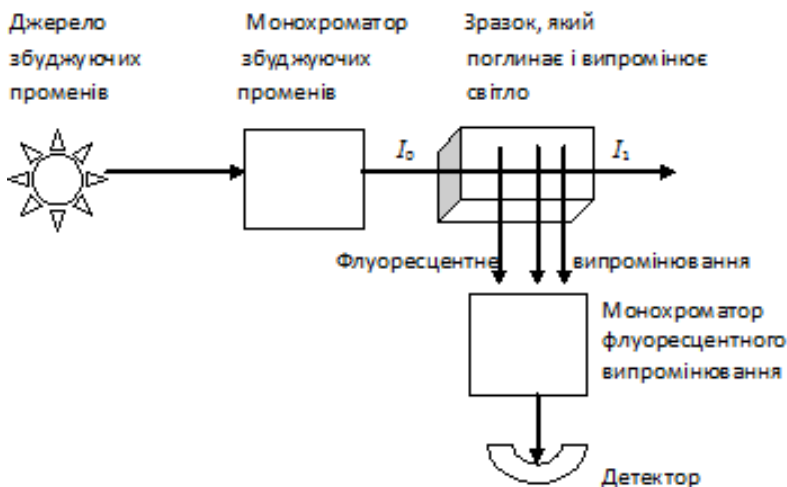 Джерело
збуджуючих
променів
Монохроматор
збуджуючих
променів
Зразок, який
поглинає і випромінює
світло
I₀
I₁
Флуоресцентне випромінювання
Монохроматор
флуоресцентного
випромінювання
Детектор